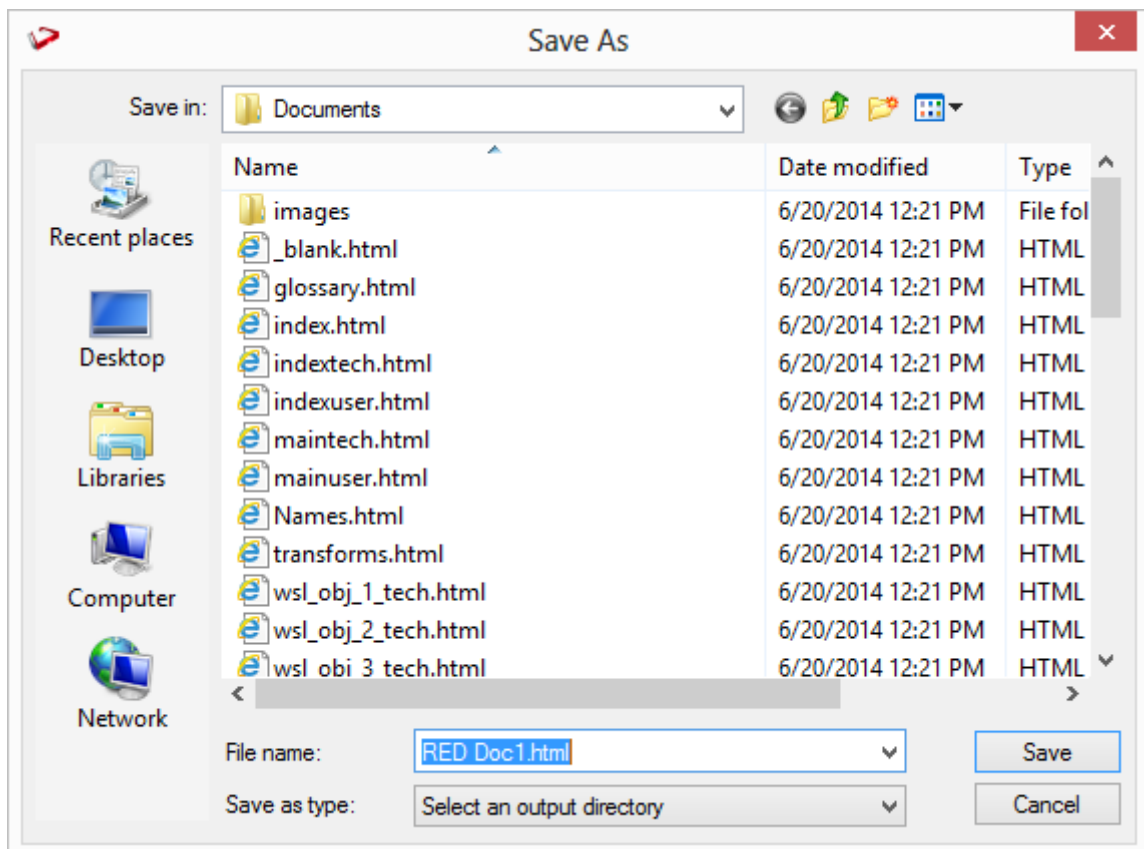 Save As
Save in: Documents
Name Date modified Type
images 6/20/2014 12:21 PM File fol
_blank.html 6/20/2014 12:21 PM HTML
glossary.html 6/20/2014 12:21 PM HTML
index.html 6/20/2014 12:21 PM HTML
indextech.html 6/20/2014 12:21 PM HTML
indexuser.html 6/20/2014 12:21 PM HTML
maintech.html 6/20/2014 12:21 PM HTML
mainuser.html 6/20/2014 12:21 PM HTML
Names.html 6/20/2014 12:21 PM HTML
transforms.html 6/20/2014 12:21 PM HTML
wsl_obj_1_tech.html 6/20/2014 12:21 PM HTML
wsl_obj_2_tech.html 6/20/2014 12:21 PM HTML
wsl_obj_3_tech.html 6/20/2014 12:21 PM HTML
Recent places
Desktop
Libraries
Computer
Network
File name: RED Doc1.html Save
Save as type: Select an output directory Cancel